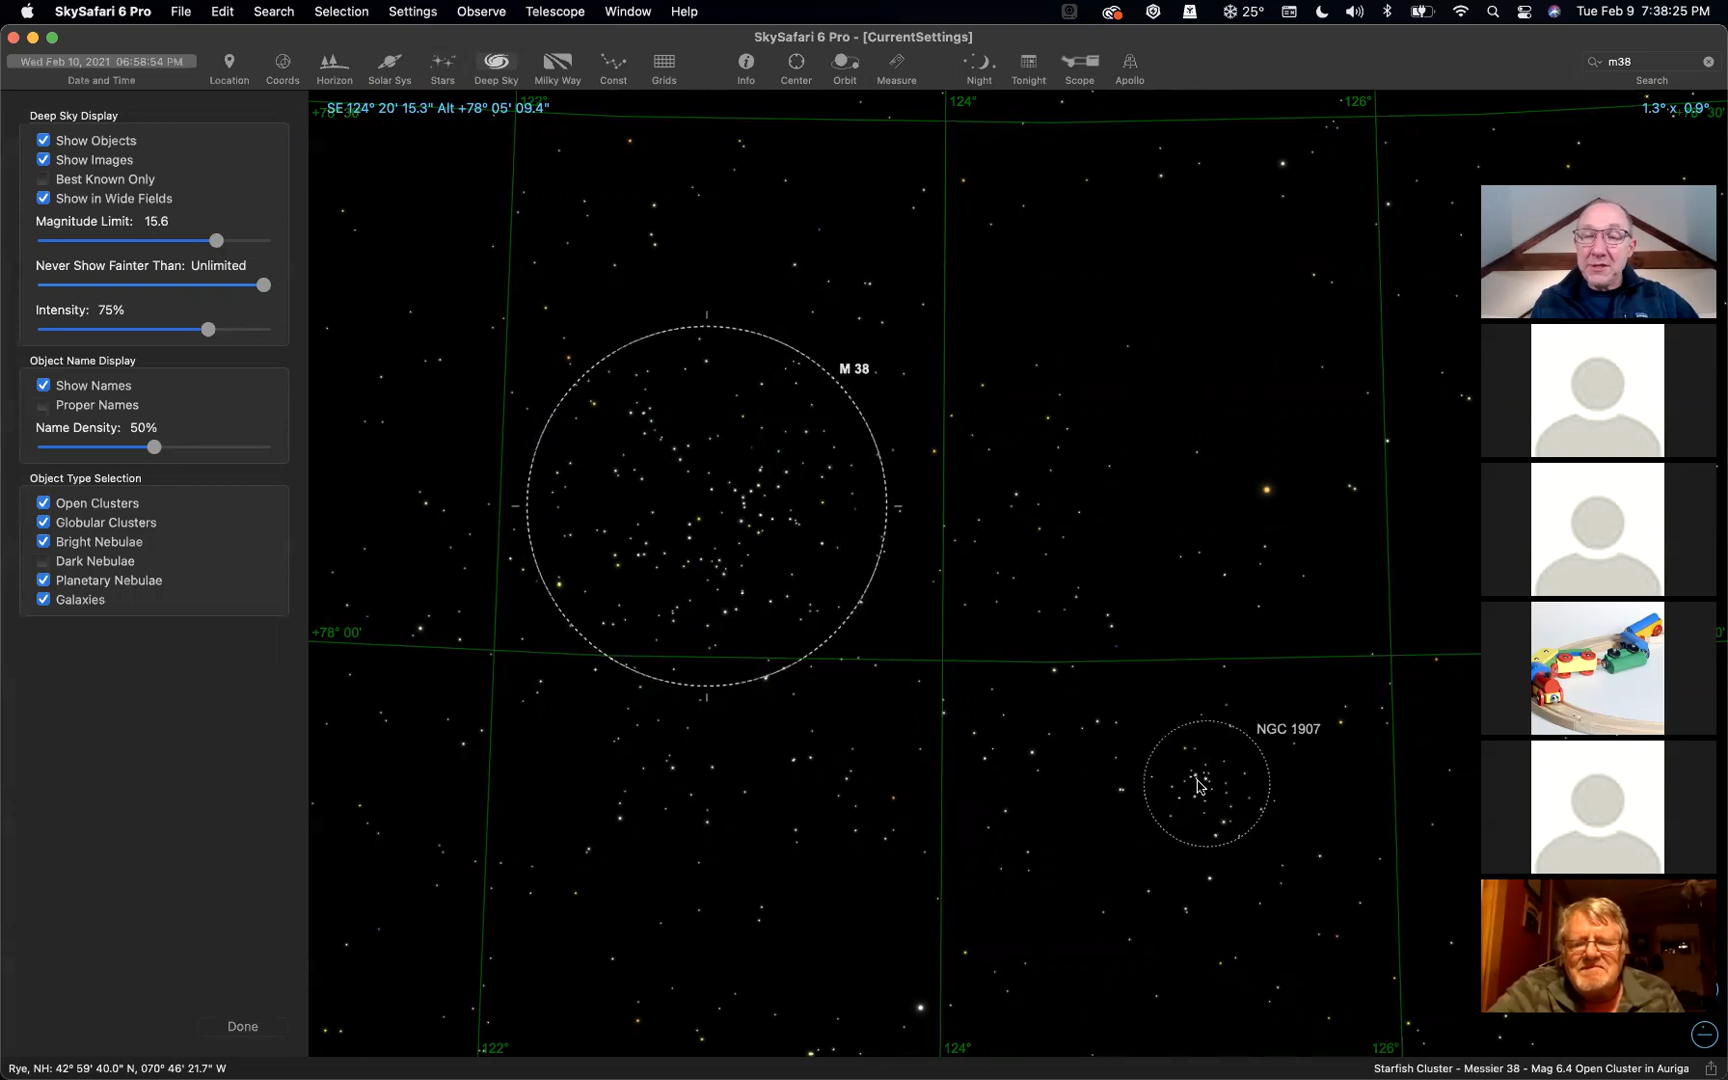 SkySafari 6 Pro File Edit Search Selection Settings Observe Telescope Window Help 25° Tue Feb 9 7:38:25 PM
SkySafari 6 Pro - [CurrentSettings]
Wed Feb 10, 2021 06:58:54 PM
m38
Date and Time Location Coords Horizon Solar Sys Stars Deep Sky Milky Way Const Grids Info Center Orbit Measure Night Tonight Scope Apollo Search
SE 124° 20' 15.3" Alt +78° 05' 09.4"
122° 124° 126°
1.3° x 0.9°
Deep Sky Display
Show Objects
Show Images
Best Known Only
Show in Wide Fields
Magnitude Limit: 15.6
Never Show Fainter Than: Unlimited
Intensity: 75%
Object Name Display
Show Names
Proper Names
Name Density: 50%
Object Type Selection
Open Clusters
Globular Clusters
Bright Nebulae
Dark Nebulae
Planetary Nebulae
Galaxies
M 38
+78° 00'
NGC 1907
Done
122° 124° 126°
Rye, NH: 42° 59' 40.0" N, 070° 46' 21.7" W
Starfish Cluster - Messier 38 - Mag 6.4 Open Cluster in Auriga